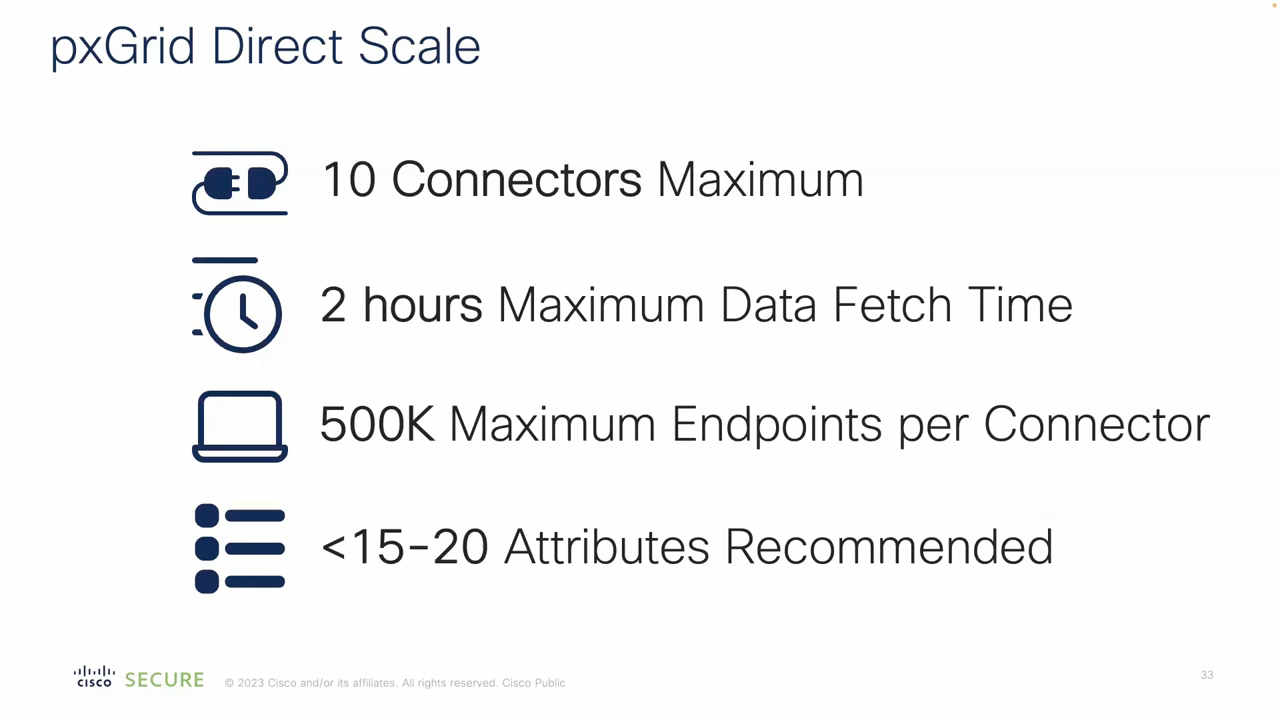 pxGrid Direct Scale
10 Connectors Maximum
2 hours Maximum Data Fetch Time
500K Maximum Endpoints per Connector
<15-20 Attributes Recommended
CISCO SECURE © 2023 Cisco and/or its affiliates. All rights reserved. Cisco Public 33